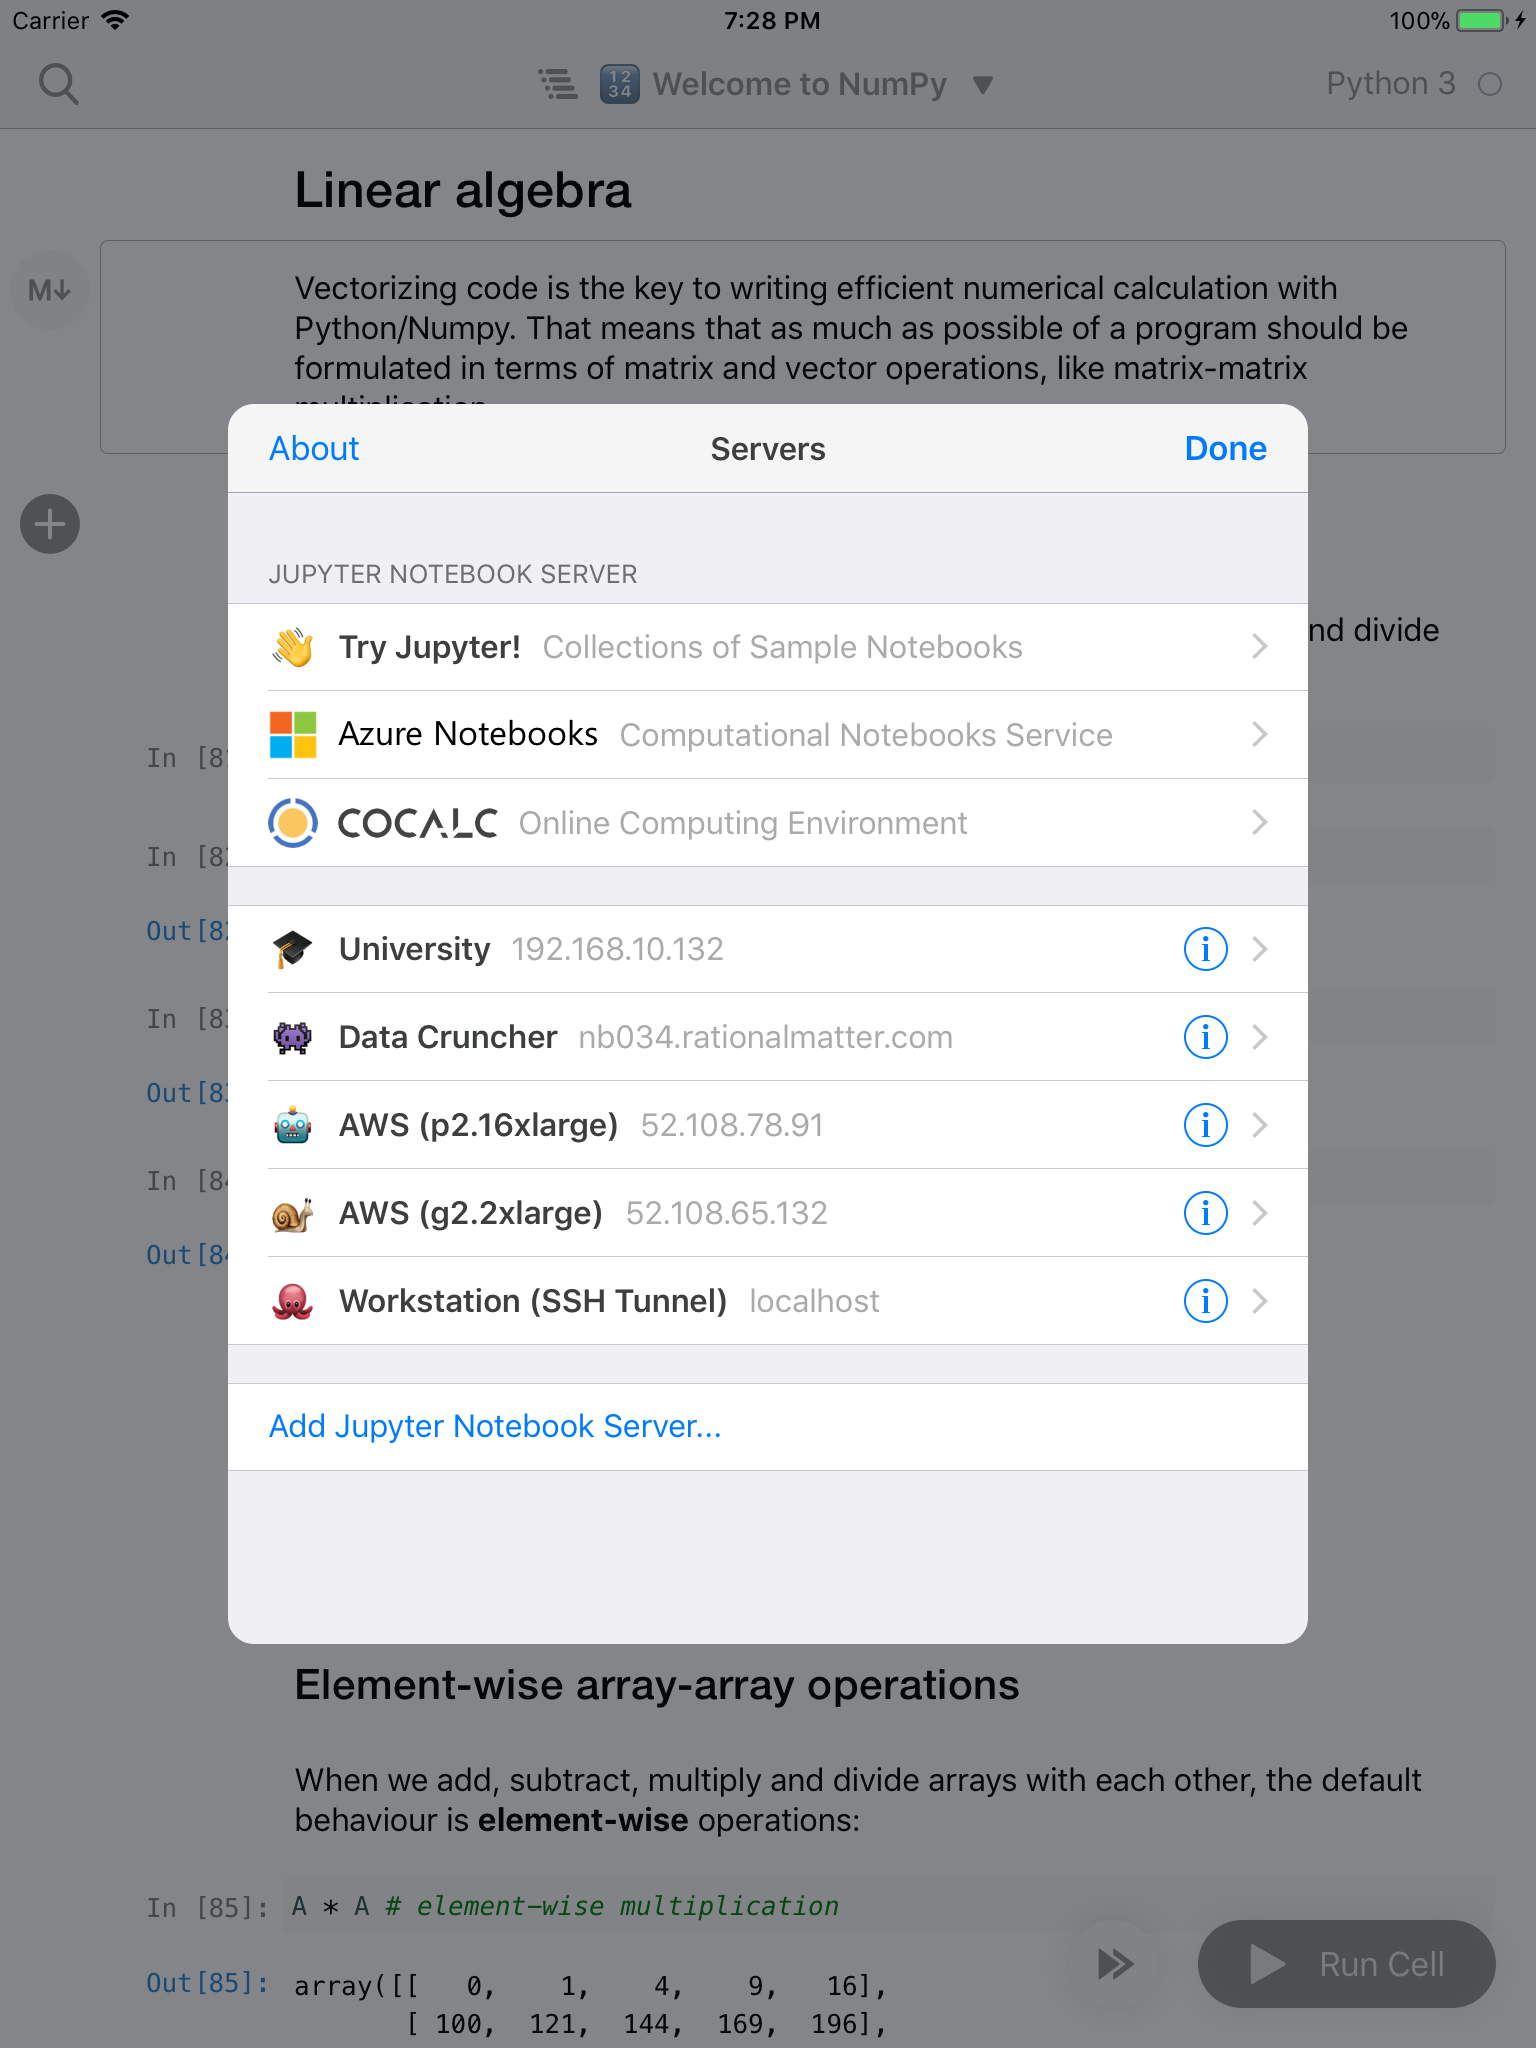 Carrier 7:28 PM 100%
12
34
Welcome to NumPy ▼ Python 3
Linear algebra
M↓
Vectorizing code is the key to writing efficient numerical calculation with
Python/Numpy. That means that as much as possible of a program should be
formulated in terms of matrix and vector operations, like matrix-matrix
About Servers Done
JUPYTER NOTEBOOK SERVER
Try Jupyter! Collections of Sample Notebooks
nd divide
Azure Notebooks Computational Notebooks Service
In [8
COCALC Online Computing Environment
In [82
Out[82
University 192.168.10.132
In [83
Data Cruncher nb034.rationalmatter.com
Out[83
AWS (p2.16xlarge) 52.108.78.91
In [84
AWS (g2.2xlarge) 52.108.65.132
Out[84
Workstation (SSH Tunnel) localhost
Add Jupyter Notebook Server...
Element-wise array-array operations
When we add, subtract, multiply and divide arrays with each other, the default
behaviour is element-wise operations:
In [85]: A * A # element-wise multiplication
Run Cell
Out[85]: array([[ 0, 1, 4, 9, 16],
[ 100, 121, 144, 169, 196],